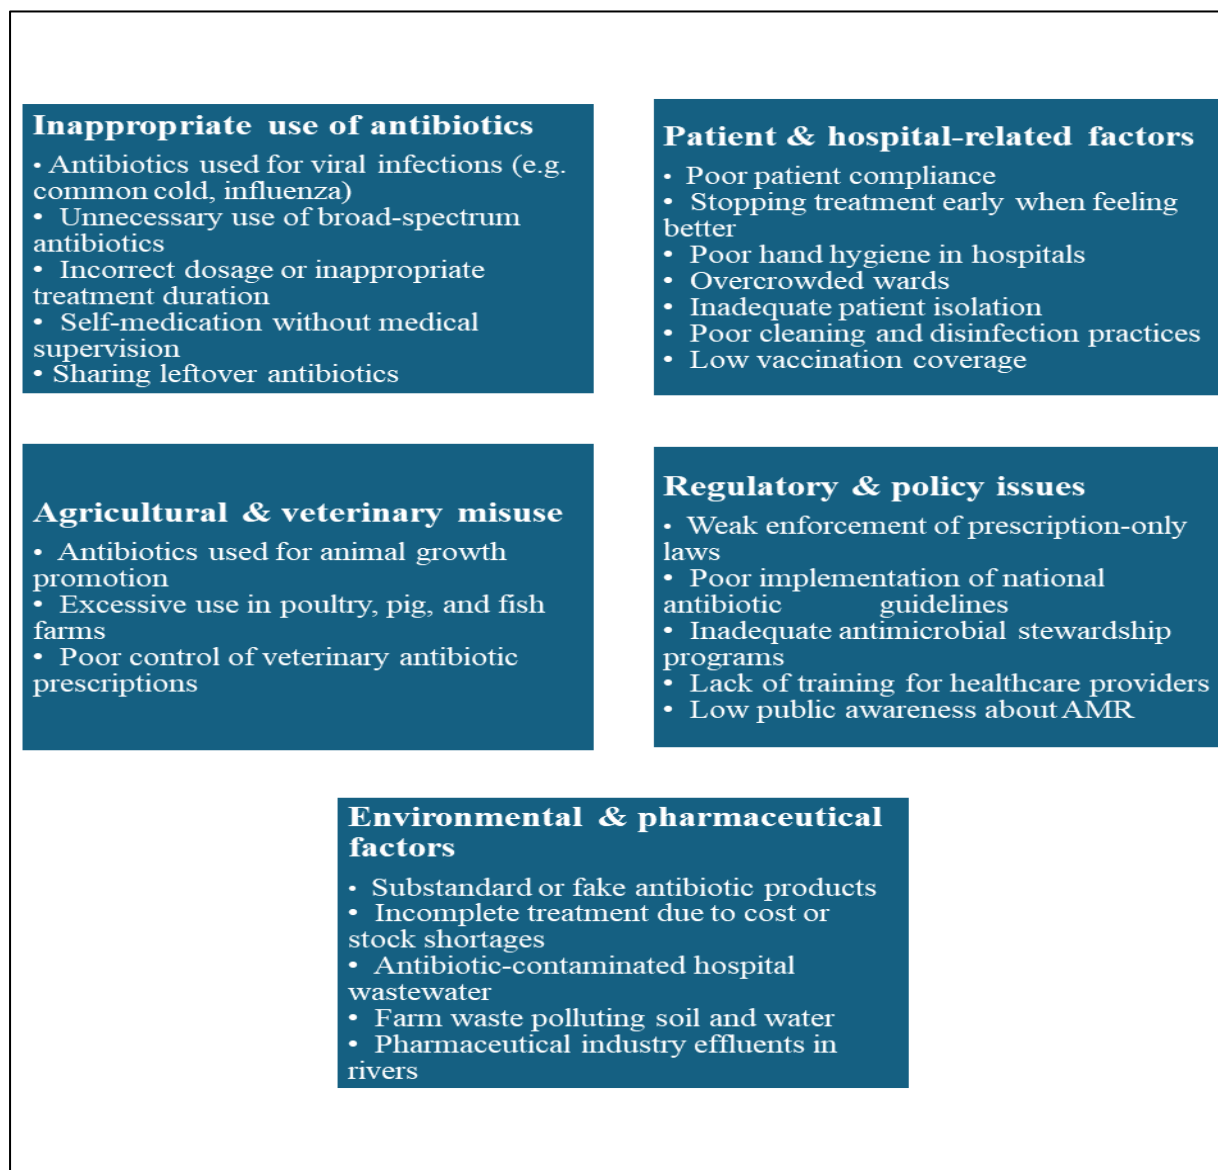 Inappropriate use of antibiotics
• Antibiotics used for viral infections (e.g.
common cold, influenza)
• Unnecessary use of broad-spectrum
antibiotics
• Incorrect dosage or inappropriate
treatment duration
• Self-medication without medical
supervision
• Sharing leftover antibiotics
Patient & hospital-related factors
• Poor patient compliance
• Stopping treatment early when feeling
better
• Poor hand hygiene in hospitals
• Overcrowded wards
• Inadequate patient isolation
• Poor cleaning and disinfection practices
• Low vaccination coverage
Agricultural & veterinary misuse
• Antibiotics used for animal growth
promotion
• Excessive use in poultry, pig, and fish
farms
• Poor control of veterinary antibiotic
prescriptions
Regulatory & policy issues
• Weak enforcement of prescription-only
laws
• Poor implementation of national
antibiotic guidelines
• Inadequate antimicrobial stewardship
programs
• Lack of training for healthcare providers
• Low public awareness about AMR
Environmental & pharmaceutical
factors
• Substandard or fake antibiotic products
• Incomplete treatment due to cost or
stock shortages
• Antibiotic-contaminated hospital
wastewater
• Farm waste polluting soil and water
• Pharmaceutical industry effluents in
rivers